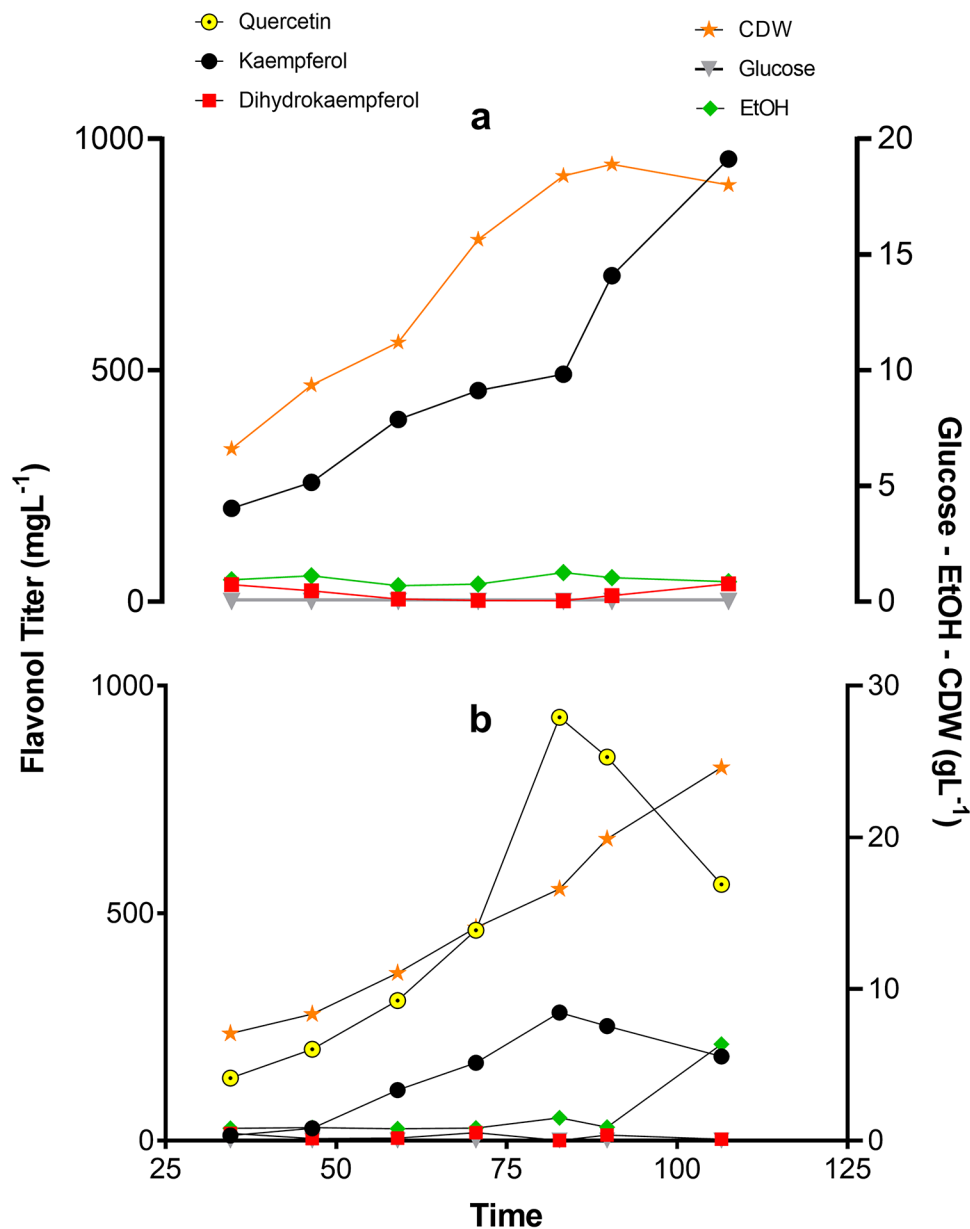 Quercetin
Kaempferol
Dihydrokaempferol
CDW
Glucose
EtOH
a
1000
500
0
20
15
10
5
0
Flavonol Titer (mgL⁻¹)
Glucose - EtOH - CDW (gL⁻¹)
b
1000
500
0
30
20
10
0
25
50
75
100
125
Time